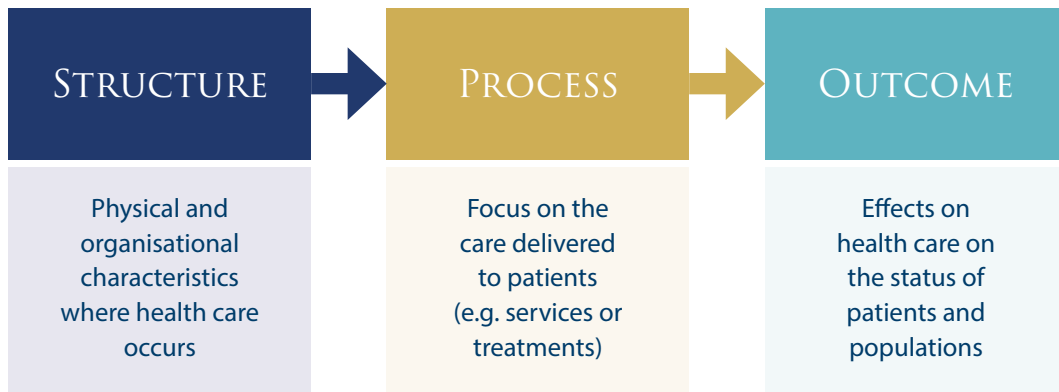 STRUCTURE
PROCESS
OUTCOME
Physical and
organisational
characteristics
where health care
occurs
Focus on the
care delivered
to patients
(e.g. services or
treatments)
Effects on
health care on
the status of
patients and
populations